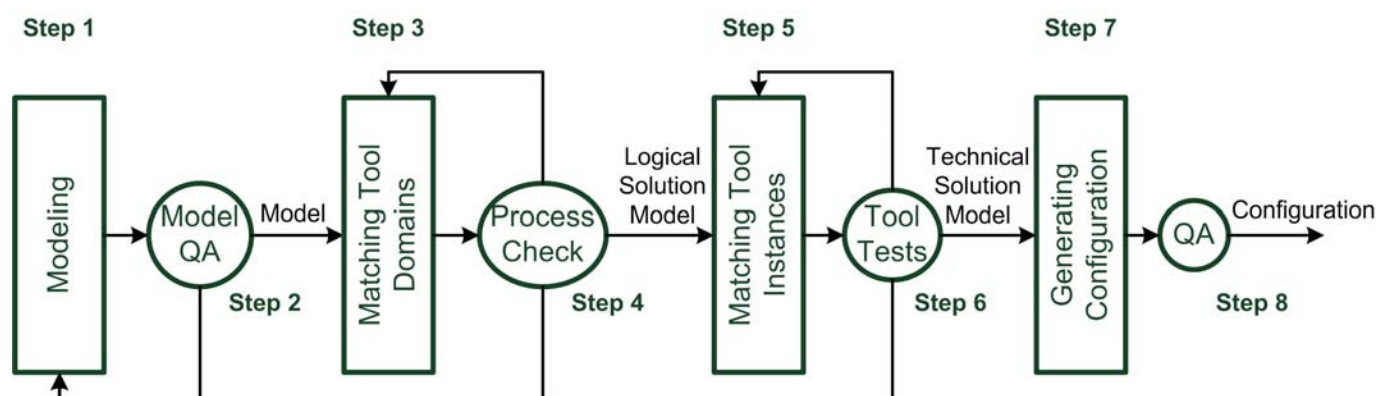 Step 1
Step 3
Step 5
Step 7
Modeling
Model
QA
Model
Step 2
Matching Tool
Domains
Process
Check
Step 4
Logical
Solution
Model
Matching Tool
Instances
Tool
Tests
Step 6
Technical
Solution
Model
Generating
Configuration
QA
Step 8
Configuration